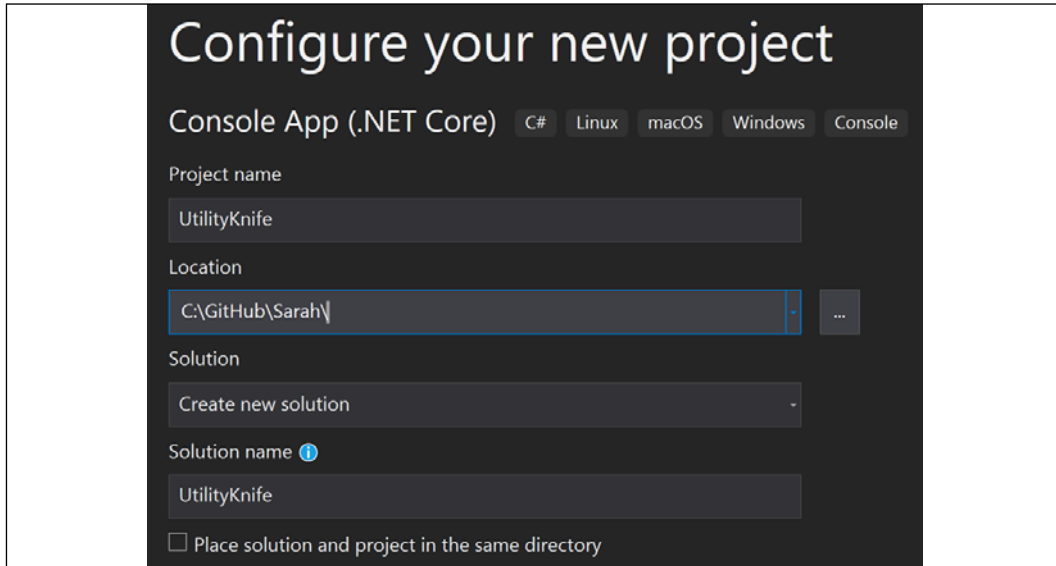 Configure your new project
Console App (.NET Core) C# Linux macOS Windows Console
Project name
UtilityKnife
Location
C:\GitHub\Sarah\
...
Solution
Create new solution
Solution name
UtilityKnife
Place solution and project in the same directory